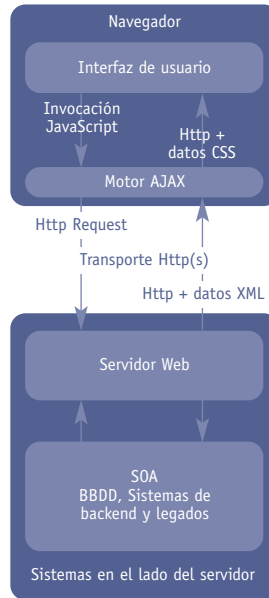 Navegador
Interfaz de usuario
Invocación
JavaScript
Http +
datos CSS
Motor AJAX
Http Request
Transporte Http(s)
Http + datos XML
Servidor Web
SOA
BBDD, Sistemas de
backend y legados
Sistemas en el lado del servidor